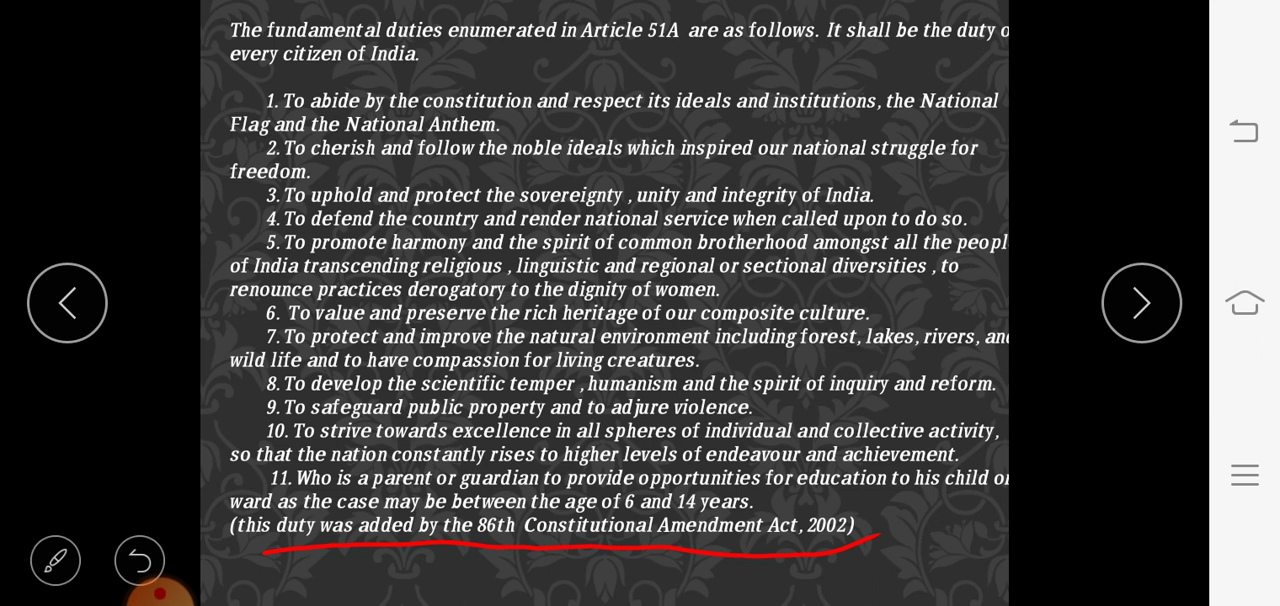 The fundamental duties enumerated in Article 51A are as follows. It shall be the duty
every citizen of India.
1. To abide by the constitution and respect its ideals and institutions, the National
Flag and the National Anthem.
2. To cherish and follow the noble ideals which inspired our national struggle for
freedom.
3. To uphold and protect the sovereignty , unity and integrity of India.
4. To defend the country and render national service when called upon to do so.
5. To promote harmony and the spirit of common brotherhood amongst all the
of India transcending religious , linguistic and regional or sectional diversities , to
renounce practices derogatory to the dignity of women.
6. To value and preserve the rich heritage of our composite culture.
7. To protect and improve the natural environment including forest, lakes, rivers,
wild life and to have compassion for living creatures.
8. To develop the scientific temper , humanism and the spirit of inquiry and reform.
9. To safeguard public property and to adjure violence.
10. To strive towards excellence in all spheres of individual and collective activity,
so that the nation constantly rises to higher levels of endeavour and achievement.
11. Who is a parent or guardian to provide opportunities for education to his child
ward as the case may be between the age of 6 and 14 years.
(this duty was added by the 86th Constitutional Amendment Act, 2002)